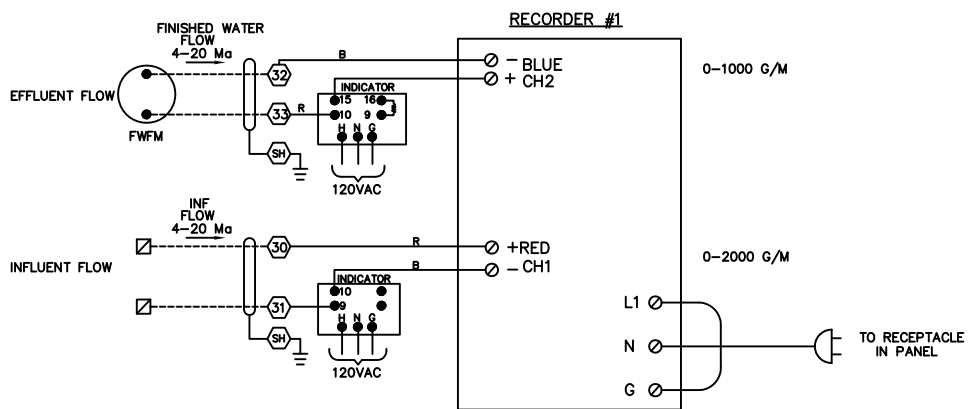 RECORDER #1
FINISHED WATER
FLOW
4-20 Ma
EFFLUENT FLOW
FWFM
32
33
SH
B
R
INDICATOR
15 16
10 9
H N G
120VAC
- BLUE
+ CH2
0-1000 G/M
INF
FLOW
4-20 Ma
INFLUENT FLOW
30
31
SH
R
B
INDICATOR
10
9
H N G
120VAC
+RED
- CH1
0-2000 G/M
L1
N
G
TO RECEPTACLE
IN PANEL